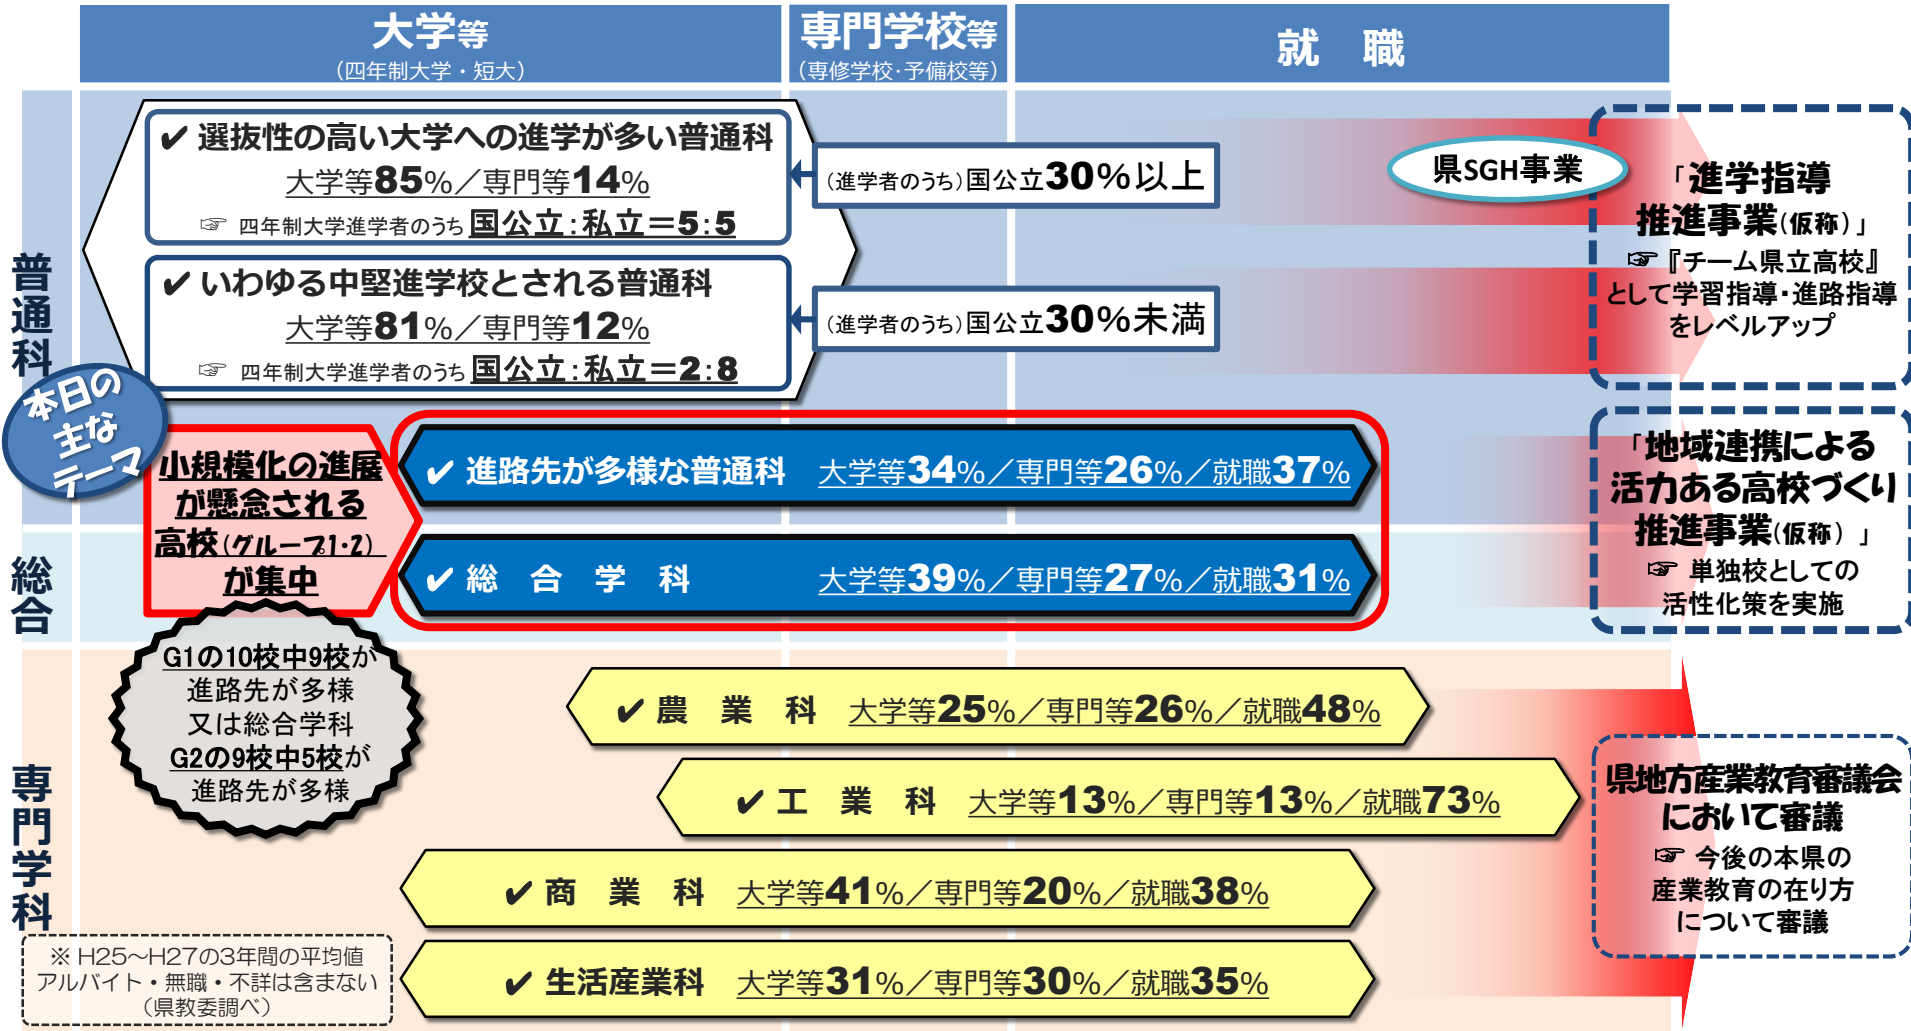 大学等
（四年制大学・短大）
専門学校等
（専修学校・予備校等）
就　職
普通科
✔ 選抜性の高い大学への進学が多い普通科
大学等85％／専門等14％
☞ 四年制大学進学者のうち 国公立：私立＝5：5
（進学者のうち）国公立30％以上
✔ いわゆる中堅進学校とされる普通科
大学等81％／専門等12％
☞ 四年制大学進学者のうち 国公立：私立＝2：8
（進学者のうち）国公立30％未満
県SGH事業
「進学指導
推進事業（仮称）」
☞『チーム県立高校』
として学習指導・進路指導
をレベルアップ
本日の
主な
テーマ
小規模化の進展
が懸念される
高校（グループ1・2）
が集中
✔ 進路先が多様な普通科　大学等34％／専門等26％／就職37％
総合
✔ 総　合　学　科　大学等39％／専門等27％／就職31％
「地域連携による
活力ある高校づくり
推進事業（仮称）」
☞ 単独校としての
活性化策を実施
G1の10校中9校が
進路先が多様
又は総合学科
G2の9校中5校が
進路先が多様
専門学科
✔ 農　業　科　大学等25％／専門等26％／就職48％
✔ 工　業　科　大学等13％／専門等13％／就職73％
✔ 商　業　科　大学等41％／専門等20％／就職38％
✔ 生活産業科　大学等31％／専門等30％／就職35％
県地方産業教育審議会
において審議
☞ 今後の本県の
産業教育の在り方
について審議
※ H25～H27の3年間の平均値
アルバイト・無職・不詳は含まない
（県教委調べ）